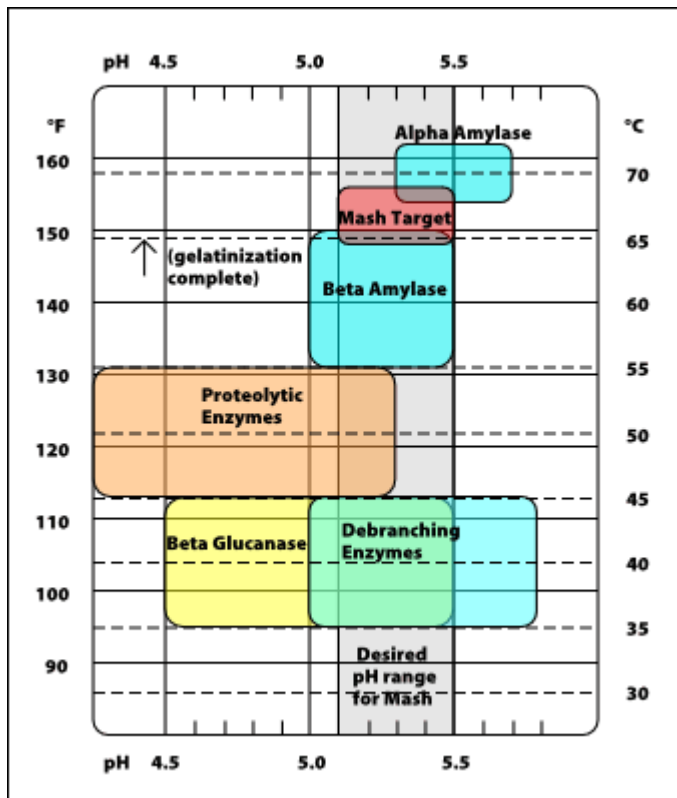 pH 4.5 5.0 5.5
°F °C
Alpha Amylase
160
70
Mash Target
150
65
(gelatinization
complete)
Beta Amylase
140 60
55
130
Proteolytic
Enzymes
50
120
45
110
Beta Glucanase Debranching
Enzymes
40
100
35
90
Desired
pH range
for Mash
30
pH 4.5 5.0 5.5